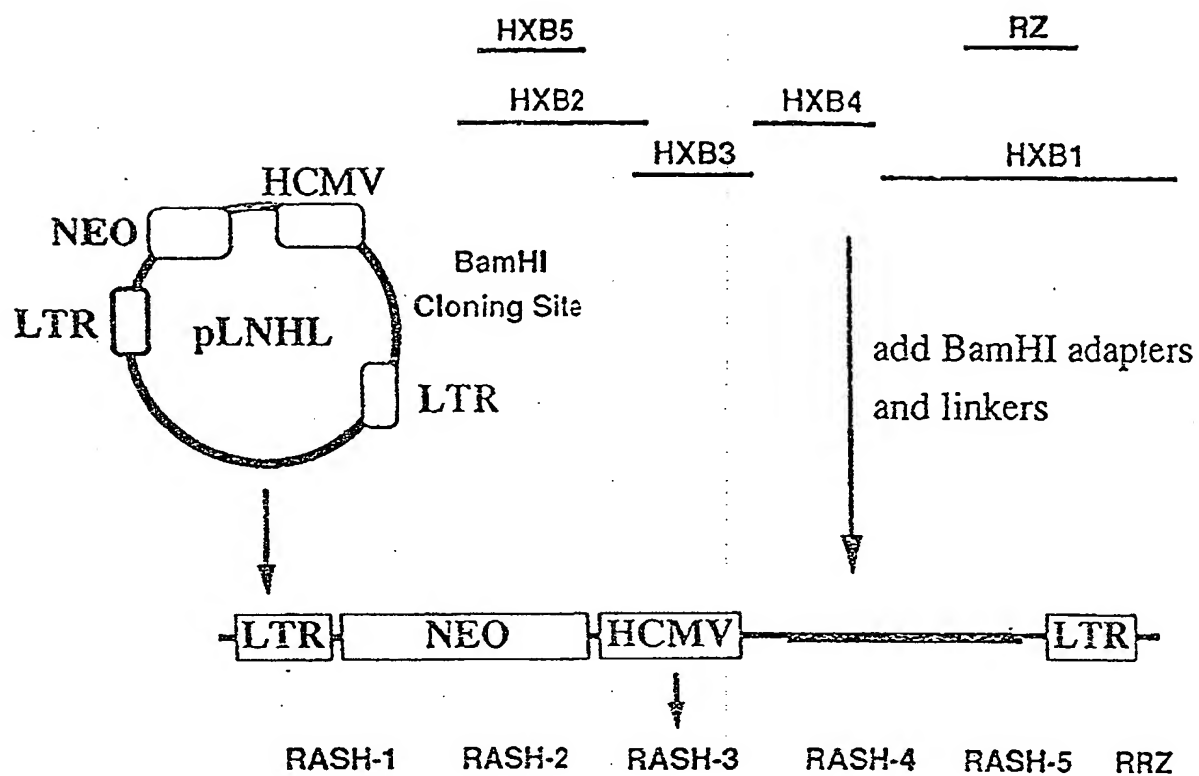 HXB5 RZ
HXB2 HXB4
HXB3 HXB1
HCMV
NEO
BamHI
Cloning Site
LTR pLNHL
add BamHI adapters
LTR
and linkers
LTR NEO HCMV LTR
RASH-1 RASH-2 RASH-3 RASH-4 RASH-5 RRZ